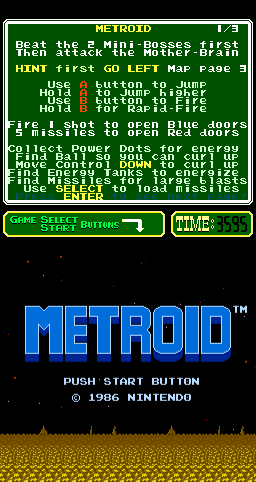 METROID 1/3
Beat the 2 Mini-Bosses first
Then attack the Mother-Brain
HINT first GO LEFT Map page 3
Use A button to Jump
Hold A to Jump higher
Use B button to Fire
Hold B for Rapid-Fire
Fire 1 shot to open Blue doors
5 missiles to open Red doors
Collect Power Dots for energy
Find Ball so you can curl up
Move Control DOWN to curl up
Find Energy Tanks to energize
Find Missiles for large blasts
Use SELECT to load missiles
ENTER
GAME SELECT
START BUTTONS
TIME: 3585
METROID™
PUSH START BUTTON
© 1986 NINTENDO